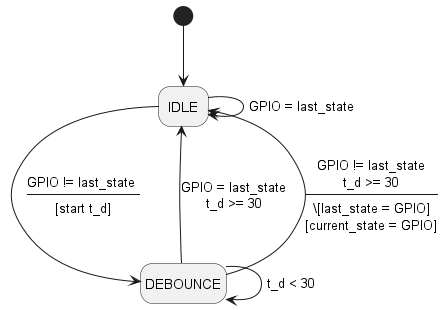 IDLE
GPIO = last_state
GPIO != last_state
[start t_d]
GPIO = last_state
t_d >= 30
GPIO != last_state
t_d >= 30
\[last_state = GPIO]
[current_state = GPIO]
DEBOUNCE
t_d < 30